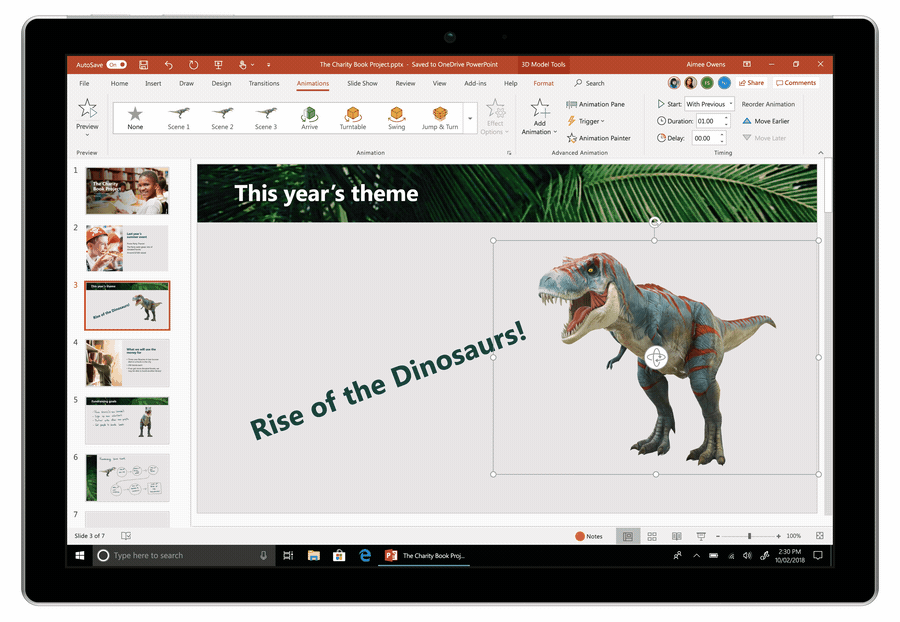 AutoSave On
The Charity Book Project.pptx - Saved to OneDrive PowerPoint
3D Model Tools
Aimee Owens
File Home Insert Draw Design Transitions Animations Slide Show Review View Add-ins Help Format Search
Share Comments
Preview
None Scene 1 Scene 2 Scene 3 Arrive Turntable Swing Jump & Turn
Effect
Options
Add
Animation
Animation Pane
Trigger
Animation Painter
Start: With Previous
Duration: 01.00
Delay: 00.00
Reorder Animation
Move Earlier
Move Later
Preview Animation Advanced Animation Timing
1
The Charity
Book Project
2
3
This year's theme
Rise of the Dinosaurs!
4
5
6
7
This year's theme
Rise of the Dinosaurs!
Slide 3 of 7
Notes
100%
Type here to search
The Charity Book Proj...
2:30 PM
10/02/2018